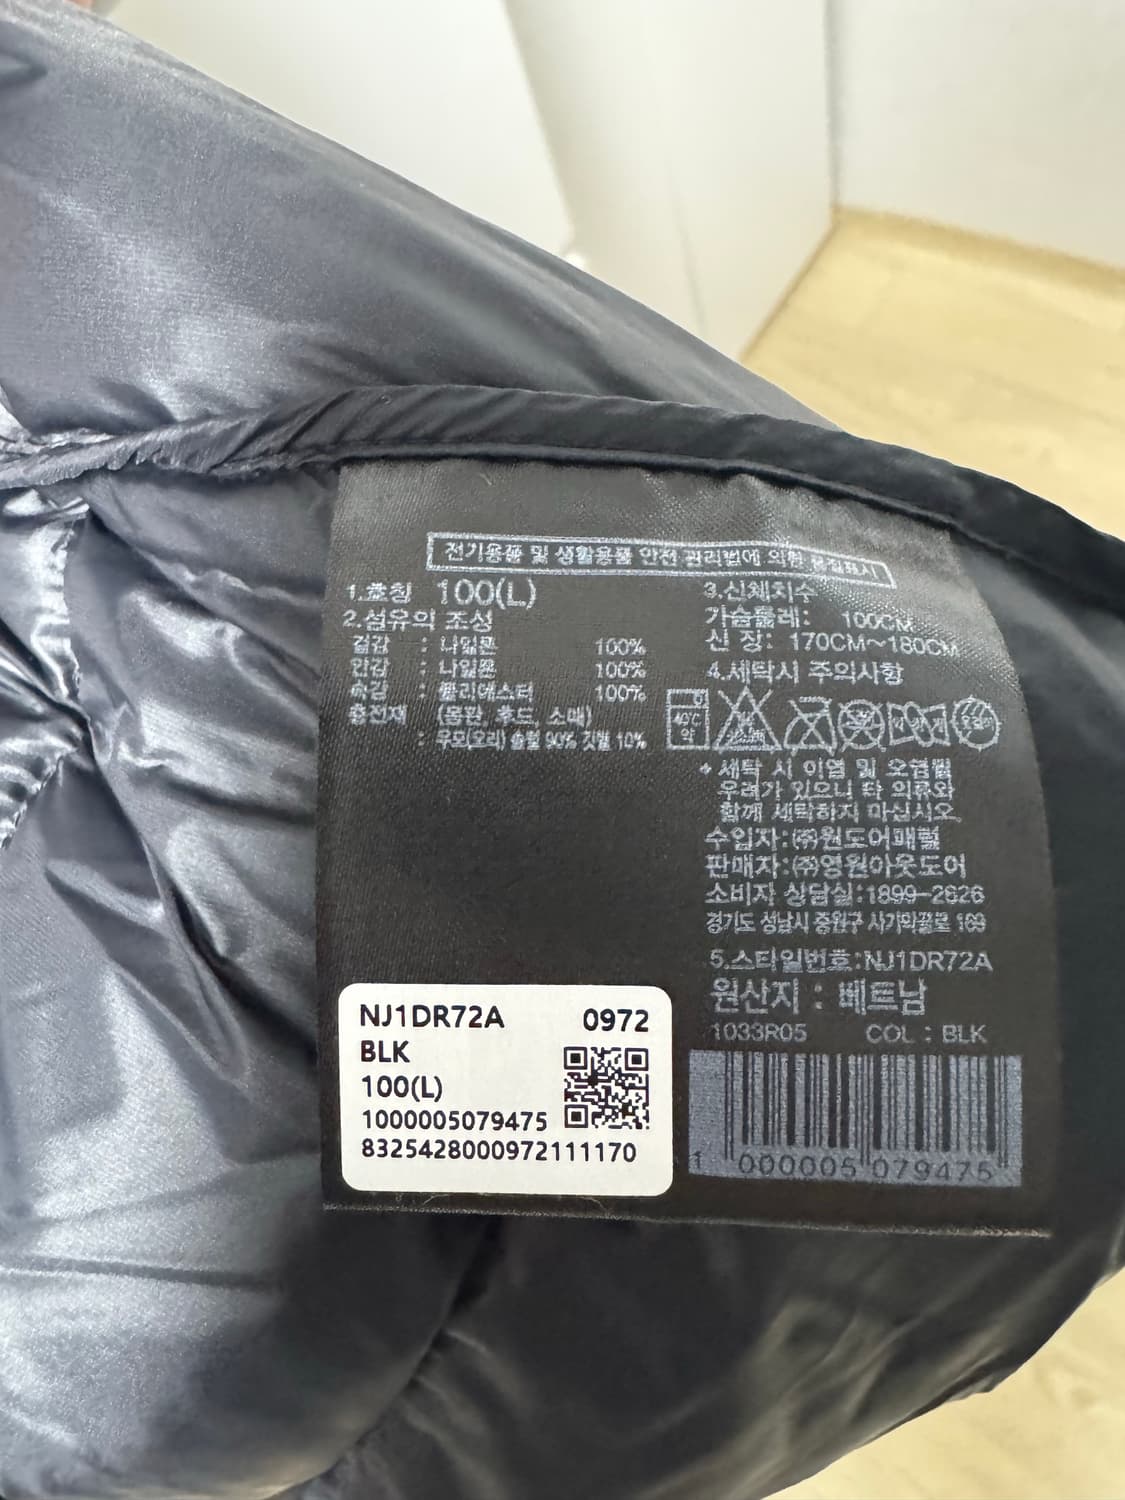 전기용품 및 생활용품 안전 관리법에 의한 품질표시
1.호칭 100(L)
2.섬유의 조성
겉감 : 나일론 100%
안감 : 나일론 100%
속감 : 폴리에스터 100%
충전재 (몸판, 후드, 소매)
: 우모(오리) 솜털 90% 깃털 10%
3.신체치수
가슴둘레: 100CM
신 장: 170CM~180CM
4.세탁시 주의사항
40℃
약
* 세탁 시 이염 및 오염될
우려가 있으니 타 의류와
함께 세탁하지 마십시오.
수입자:㈜원도어패럴
판매자:㈜영원아웃도어
소비자 상담실:1899-2626
경기도 성남시 중원구 사기막골로 169
5.스타일번호:NJ1DR72A
원산지 : 베트남
1033R05 COL : BLK
1 000005 079475
NJ1DR72A 0972
BLK
100(L)
1000005079475
8325428000972111170